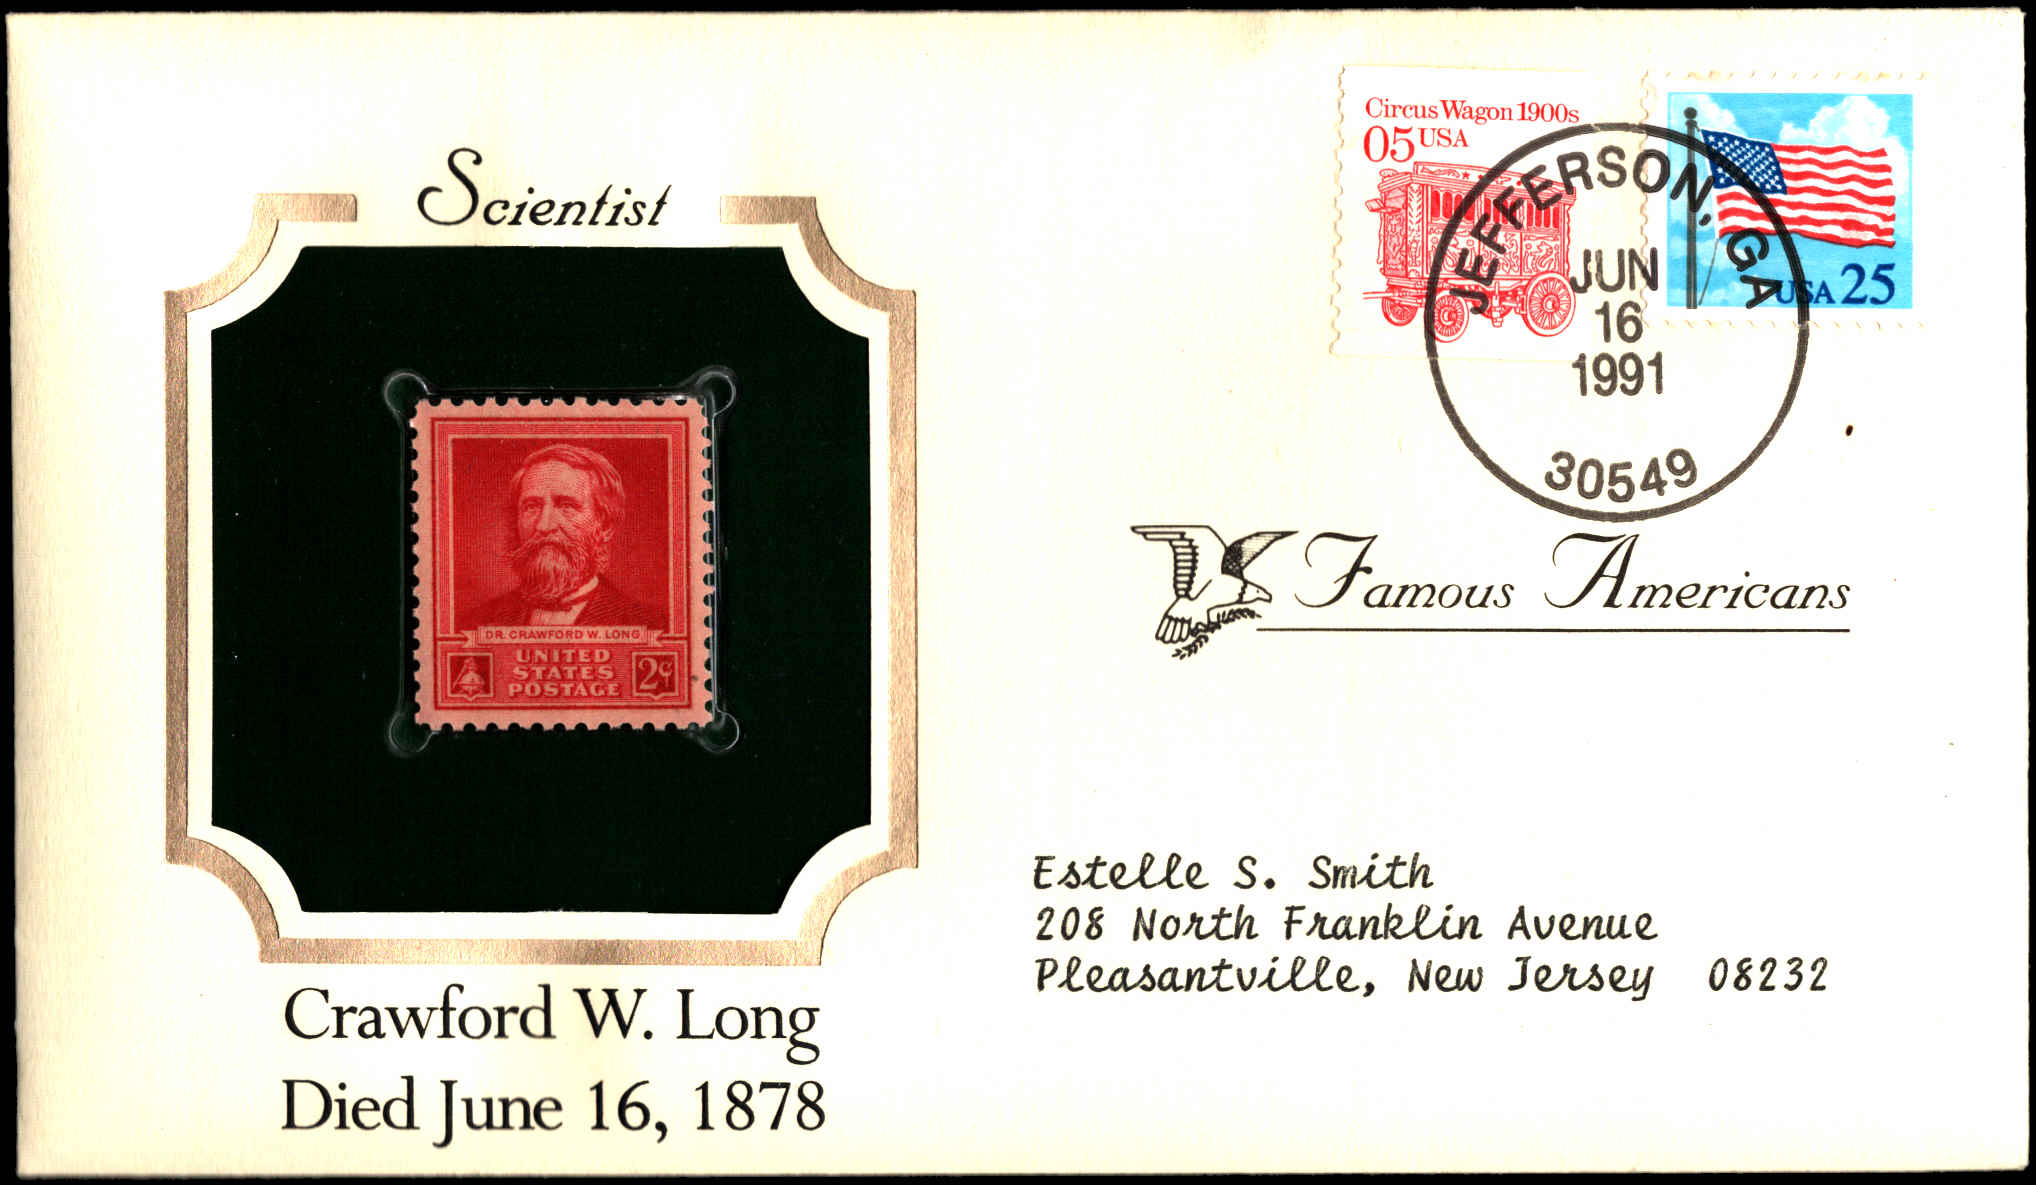 Scientist
DR. CRAWFORD W. LONG
UNITED
STATES
POSTAGE
2¢
Crawford W. Long
Died June 16, 1878
Circus Wagon 1900s
05 USA
USA 25
JEFFERSON, GA
JUN
16
1991
30549
Famous Americans
Estelle S. Smith
208 North Franklin Avenue
Pleasantville, New Jersey 08232